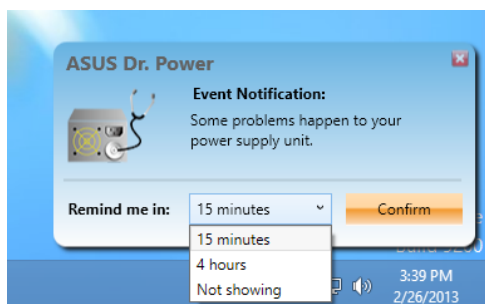 ASUS Dr. Power
Event Notification:
Some problems happen to your
power supply unit.
Remind me in:
15 minutes
Confirm
15 minutes
4 hours
Not showing
3:39 PM
2/26/2013